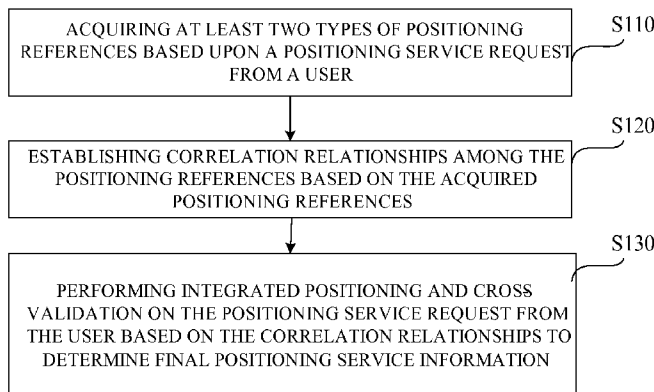 ACQUIRING AT LEAST TWO TYPES OF POSITIONING
REFERENCES BASED UPON A POSITIONING SERVICE REQUEST
FROM A USER
S110
ESTABLISHING CORRELATION RELATIONSHIPS AMONG THE
POSITIONING REFERENCES BASED ON THE ACQUIRED
POSITIONING REFERENCES
S120
PERFORMING INTEGRATED POSITIONING AND CROSS
VALIDATION ON THE POSITIONING SERVICE REQUEST FROM
THE USER BASED ON THE CORRELATION RELATIONSHIPS TO
DETERMINE FINAL POSITIONING SERVICE INFORMATION
S130